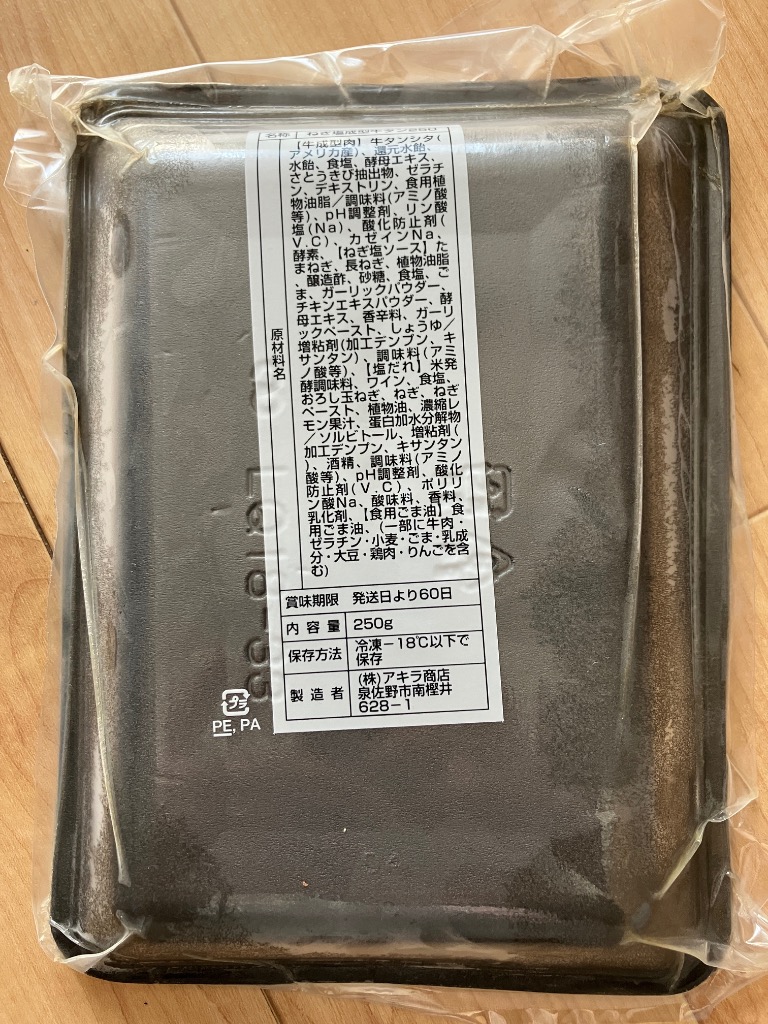 名称 ねぎ塩成型牛タン250
原材料名
【牛成型肉】牛タンシタ(
アメリカ産)、還元水飴、
水飴、食塩、酵母エキス、
さとうきび抽出物、ゼラチ
ン、デキストリン、食用植
物油脂/調味料(アミノ酸
等)、pH調整剤、リン酸
塩(Na)、酸化防止剤(
V.C)、カゼインNa、
酵素、【ねぎ塩ソース】た
まねぎ、長ねぎ、植物油脂
、醸造酢、砂糖、食塩、ご
ま、ガーリックパウダー、
チキンエキスパウダー、酵
母エキス、香辛料、ガーリ
ックペースト、しょうゆ/
増粘剤(加工デンプン、キ
サンタン)、調味料(アミ
ノ酸等)、【塩だれ】米発
酵調味料、ワイン、食塩、
おろし玉ねぎ、ねぎ、ねぎ
ペースト、植物油、濃縮レ
モン果汁、蛋白加水分解物
/ソルビトール、増粘剤(
加工デンプン、キサンタン
)、酒精、調味料(アミノ
酸等)、pH調整剤、酸化
防止剤(V.C)、ポリリ
ン酸Na、酸味料、香料、
乳化剤、【食用ごま油】食
用ごま油、(一部に牛肉・
ゼラチン・小麦・ごま・乳成
分・大豆・鶏肉・りんごを含
む)
賞味期限 発送日より60日
内容量 250g
保存方法 冷凍-18℃以下で
保存
製造者 (株)アキラ商店
泉佐野市南樫井
628-1
プラ
PE, PA